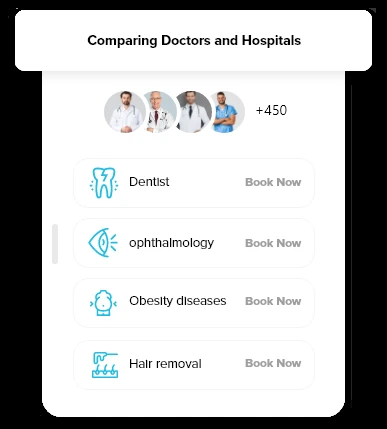 Comparing Doctors and Hospitals
+450
Dentist Book Now
ophthalmology Book Now
Obesity diseases Book Now
Hair removal Book Now